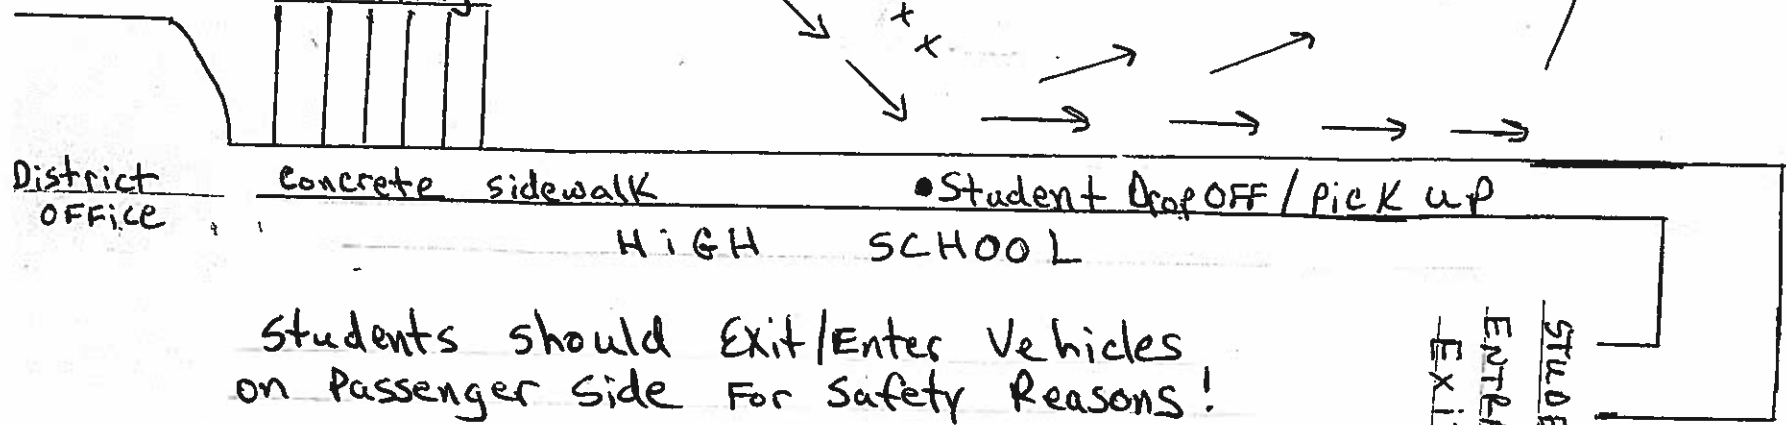 District
OFFice
concrete sidewalk
•Student Drop OFF / Pick up
HiGH SCHOOL
Students should Exit/Enter Vehicles
on Passenger Side For Safety Reasons!